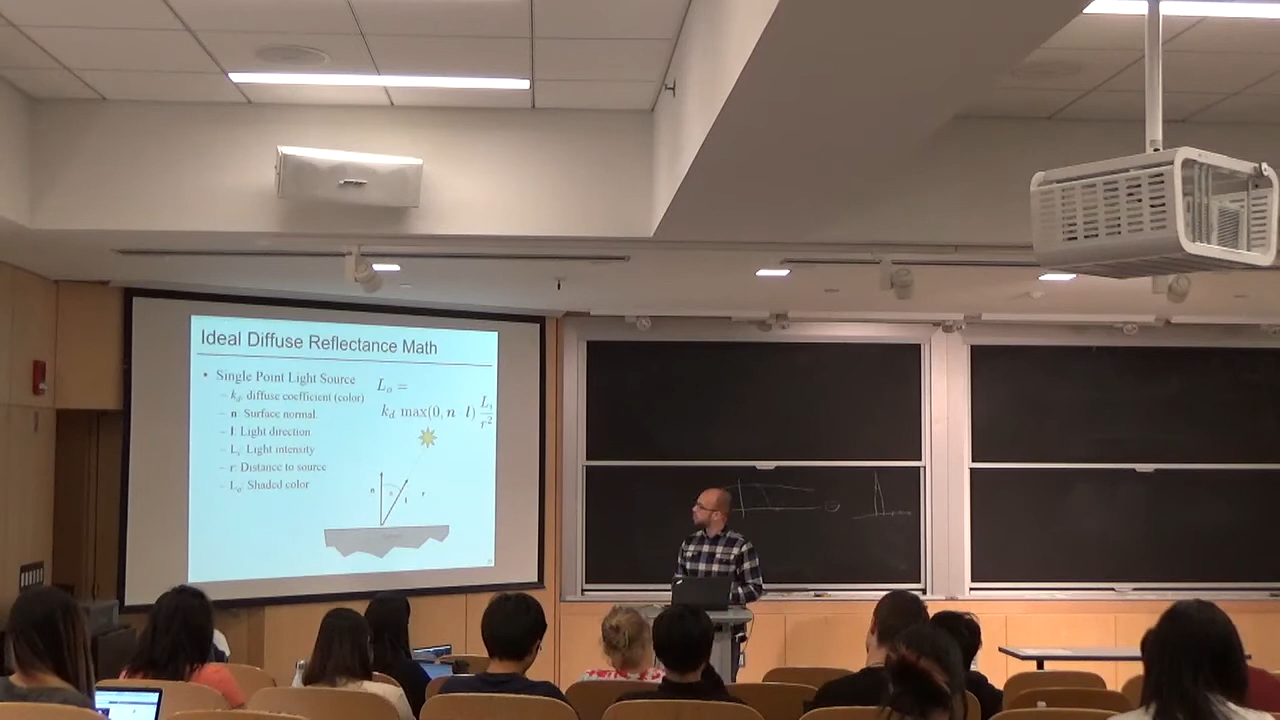 Ideal Diffuse Reflectance Math
• Single Point Light Source
– k_d: diffuse coefficient (color)
– n: Surface normal.
– l: Light direction
– L_i: Light intensity
– r: Distance to source
– L_o: Shaded color
L_o =
k_d max(0, n · l) L_i / r²
n
l
r